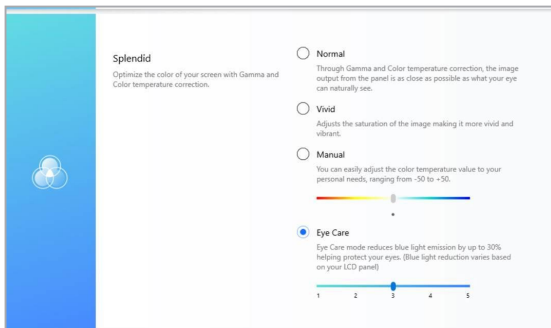 Splendid
Optimize the color of your screen with Gamma and
Color temperature correction.
Normal
Through Gamma and Color temperature correction, the image
output from the panel is as close as possible as what your eye
can naturally see.
Vivid
Adjusts the saturation of the image making it more vivid and
vibrant.
Manual
You can easily adjust the color temperature value to your
personal needs, ranging from -50 to +50.
Eye Care
Eye Care mode reduces blue light emission by up to 30%
helping protect your eyes. (Blue light reduction varies based
on your LCD panel)
1 2 3 4 5